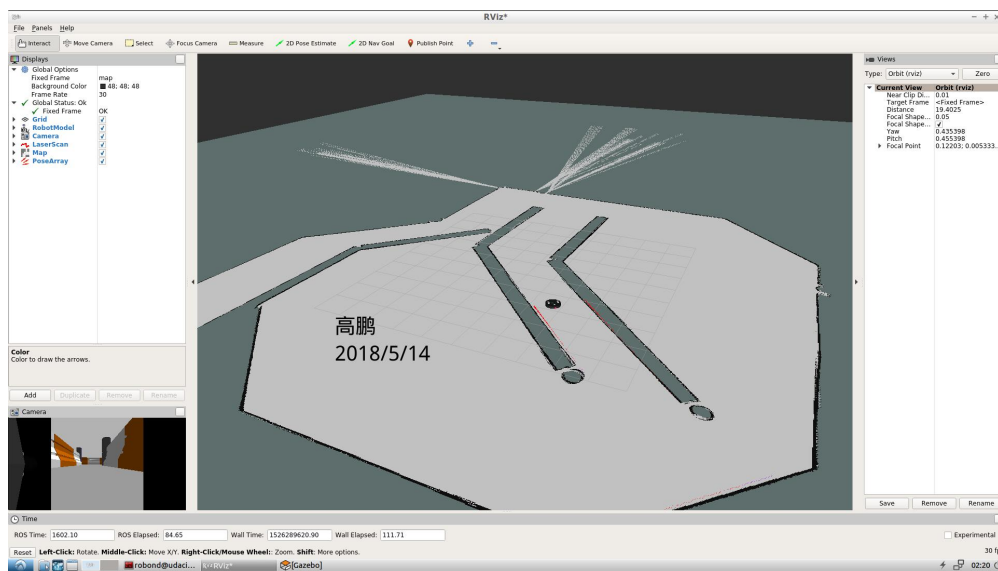 RViz*
File Panels Help
Interact Move Camera Select Focus Camera Measure 2D Pose Estimate 2D Nav Goal Publish Point
Displays
Global Options
Fixed Frame map
Background Color 48; 48; 48
Frame Rate 30
Global Status: Ok
Fixed Frame OK
Grid
RobotModel
Camera
LaserScan
Map
PoseArray
Color
Color to draw the arrows.
Add Duplicate Remove Rename
Camera
高鹏
2018/5/14
Views
Type: Orbit (rviz) Zero
Current View Orbit (rviz)
Near Clip Di... 0.01
Target Frame <Fixed Frame>
Distance 19.4025
Focal Shape... 0.05
Focal Shape...
Yaw 0.435398
Pitch 0.455398
Focal Point 0.12203; 0.005333...
Save Remove Rename
Time
ROS Time: 1602.10 ROS Elapsed: 84.65 Wall Time: 1526289620.90 Wall Elapsed: 111.71 Experimental
Reset Left-Click: Rotate. Middle-Click: Move X/Y. Right-Click/Mouse Wheel:: Zoom. Shift: More options. 30 fp
robond@udaci... RViz* [Gazebo] 02:20